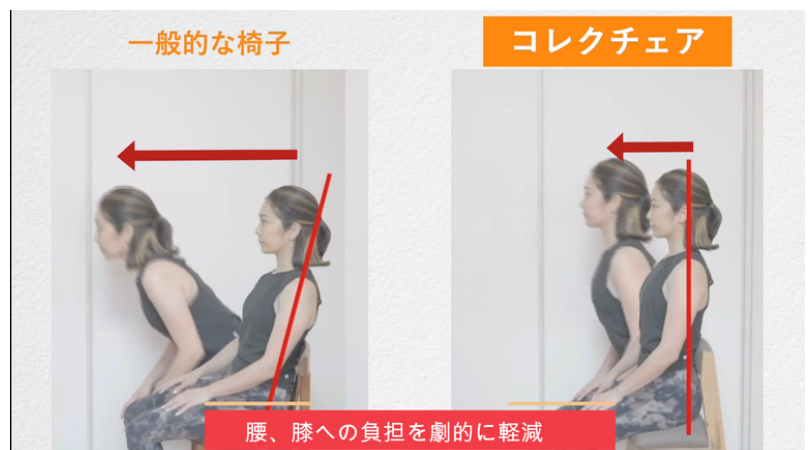 一般的な椅子
コレクチェア
腰、膝への負担を劇的に軽減